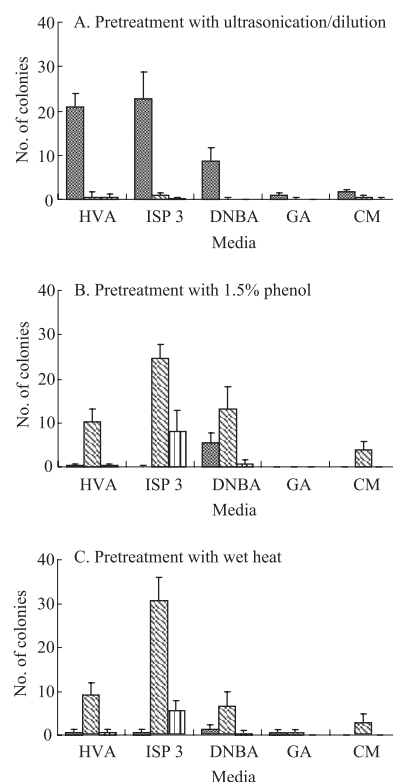 A. Pretreatment with ultrasonication/dilution
40
30
20
10
0
No. of colonies
HVA ISP 3 DNBA GA CM
Media
B. Pretreatment with 1.5% phenol
40
30
20
10
0
No. of colonies
HVA ISP 3 DNBA GA CM
Media
C. Pretreatment with wet heat
40
30
20
10
0
No. of colonies
HVA ISP 3 DNBA GA CM
Media